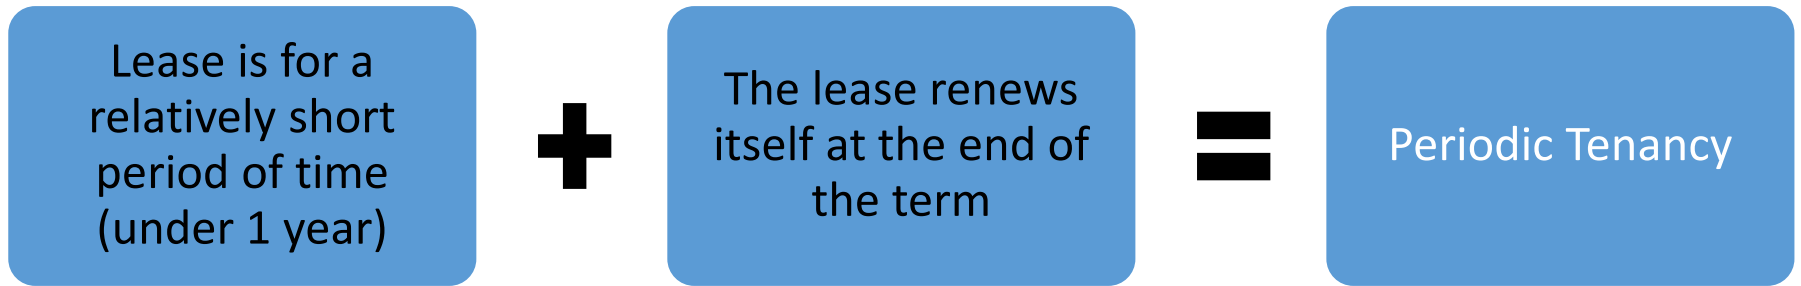 Lease is for a
relatively short
period of time
(under 1 year)
The lease renews
itself at the end of
the term
Periodic Tenancy